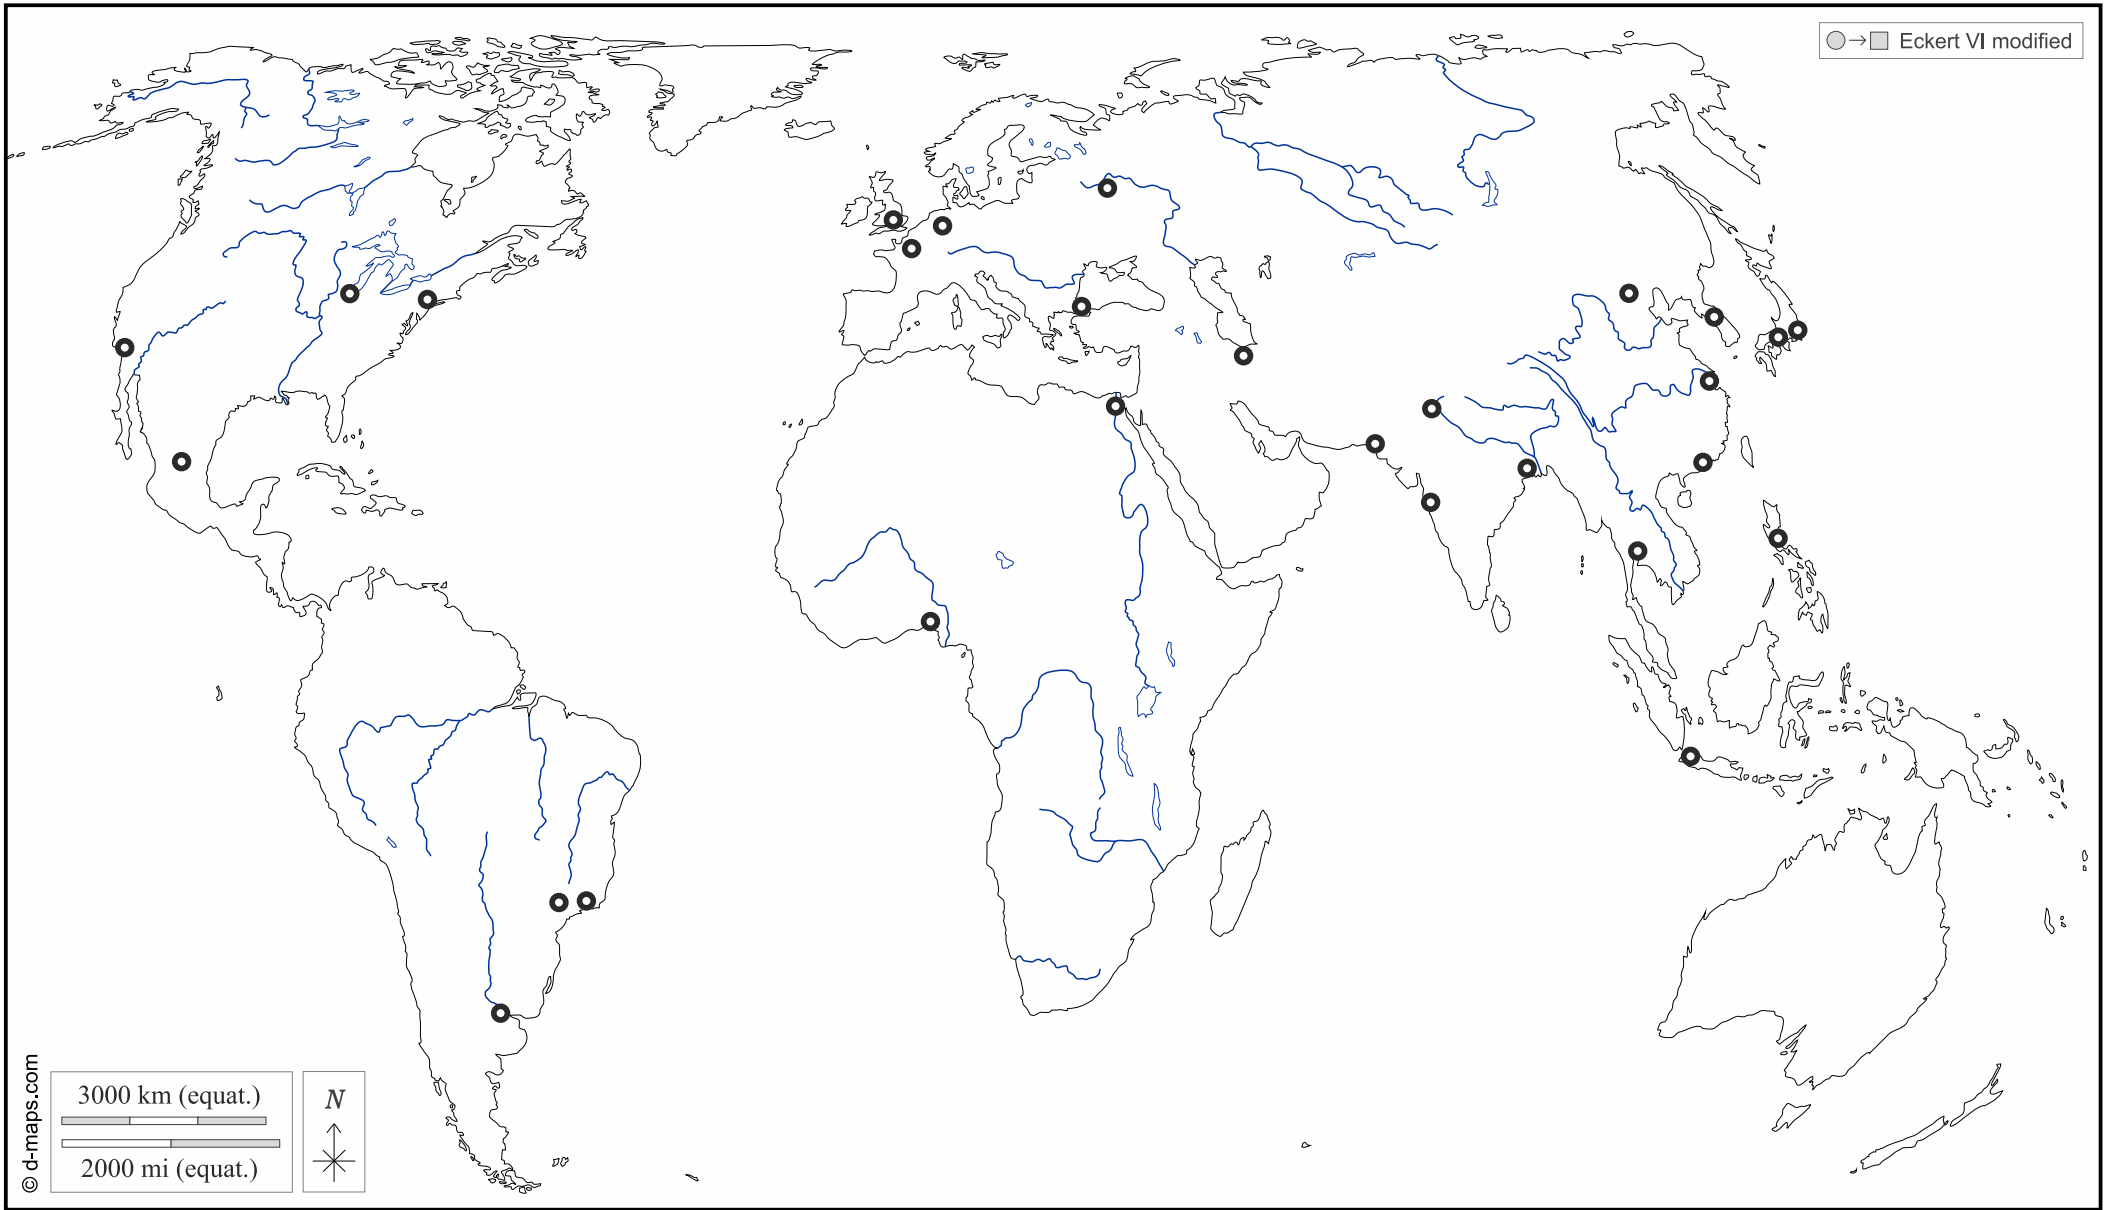 Eckert VI modified
3000 km (equat.)
2000 mi (equat.)
N
© d-maps.com